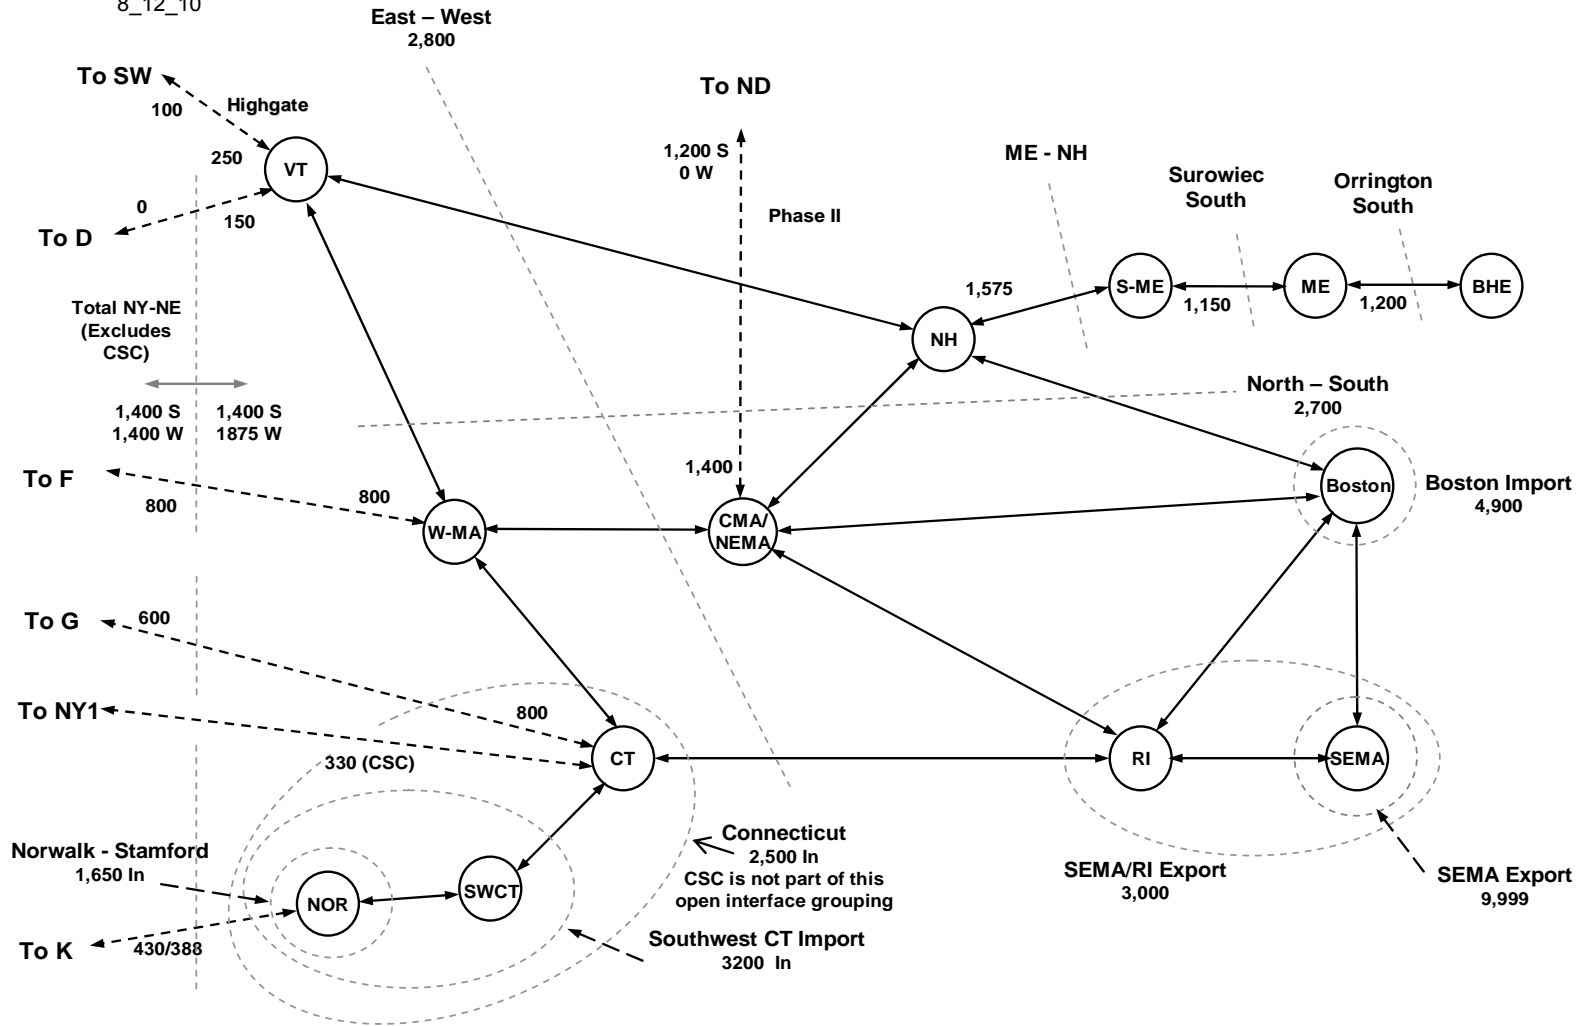 8_12_10
East – West
2,800
To SW
100
Highgate
To ND
250
VT
1,200 S
0 W
ME - NH
Surowiec
South
Orrington
South
0
150
To D
Phase II
Total NY-NE
(Excludes
CSC)
1,575
S-ME
1,150
ME
1,200
BHE
NH
1,400 S
1,400 W
1,400 S
1875 W
North – South
2,700
To F
800
800
1,400
W-MA
CMA/
NEMA
Boston
Boston Import
4,900
To G
600
To NY1
800
330 (CSC)
CT
RI
SEMA
Norwalk - Stamford
1,650 In
NOR
SWCT
Connecticut
2,500 In
CSC is not part of this
open interface grouping
SEMA/RI Export
3,000
SEMA Export
9,999
To K
430/388
Southwest CT Import
3200  In